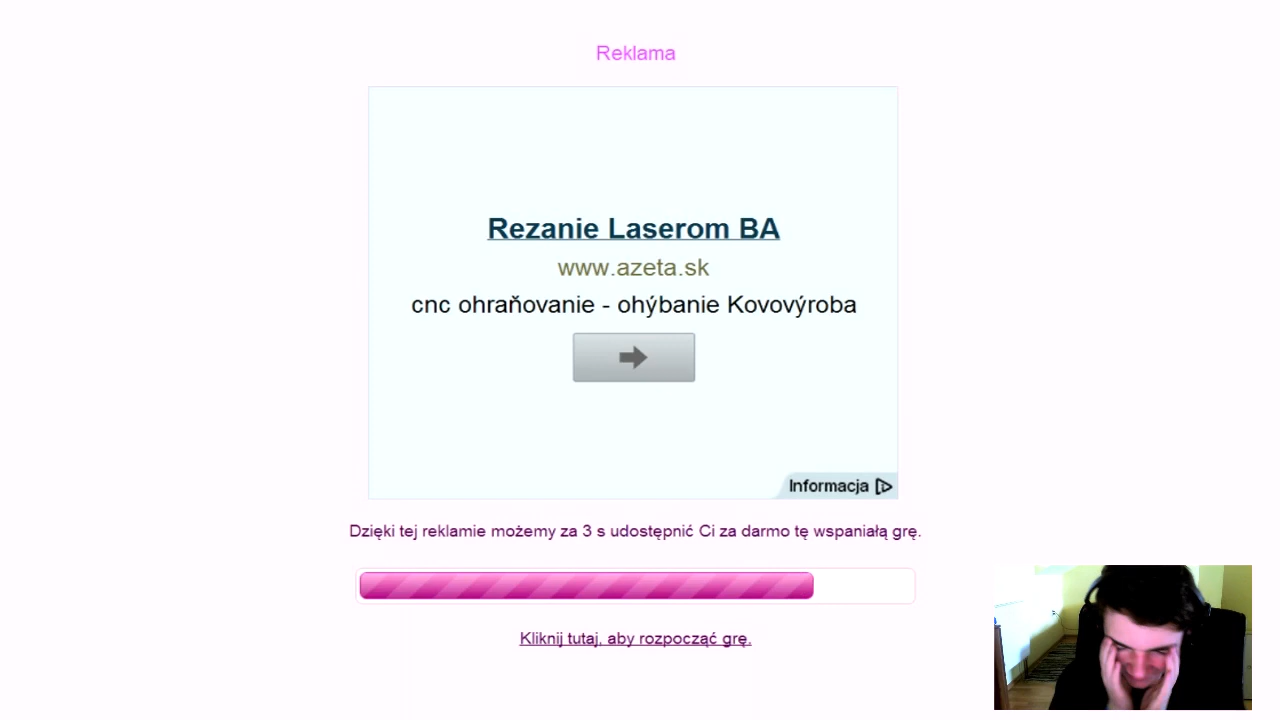 Reklama
Rezanie Laserom BA
www.azeta.sk
cnc ohraňovanie - ohýbanie Kovovýroba
Informacja
Dzięki tej reklamie możemy za 3 s udostępnić Ci za darmo tę wspaniałą grę.
Kliknij tutaj, aby rozpocząć grę.